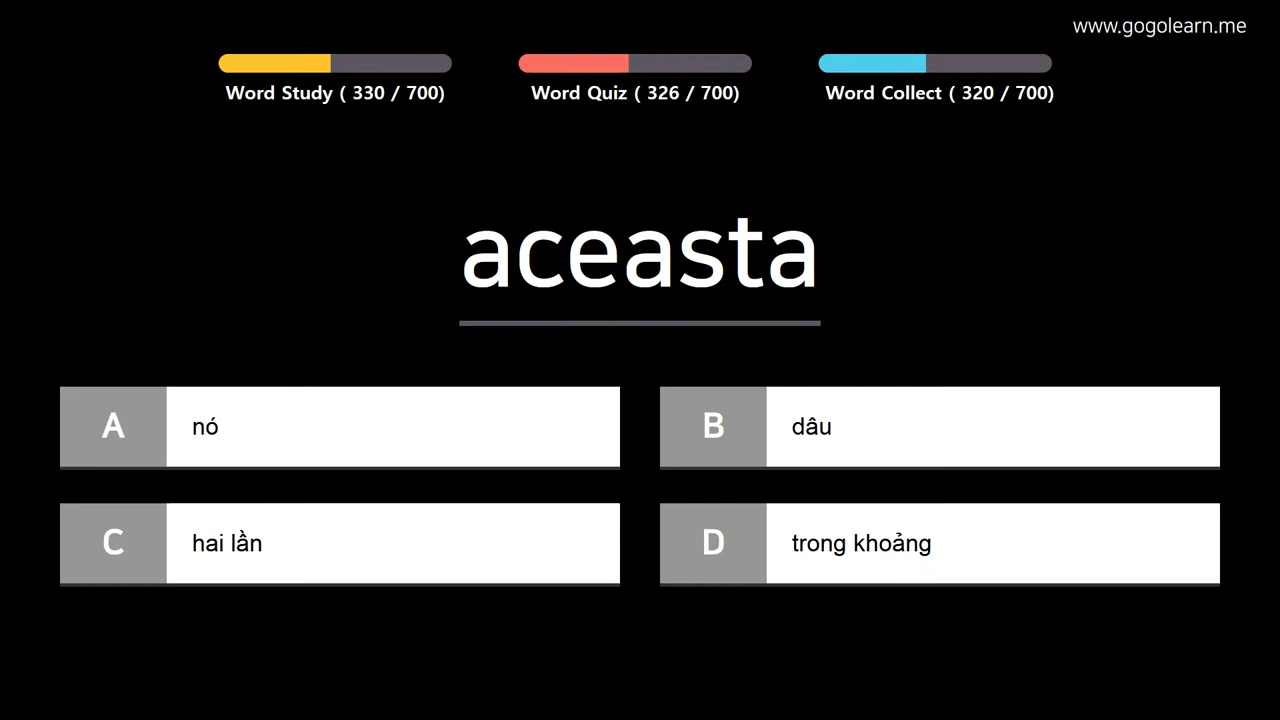 www.gogolearn.me
Word Study ( 330 / 700)
Word Quiz ( 326 / 700)
Word Collect ( 320 / 700)
aceasta
A nó
B dâu
C hai lần
D trong khoảng